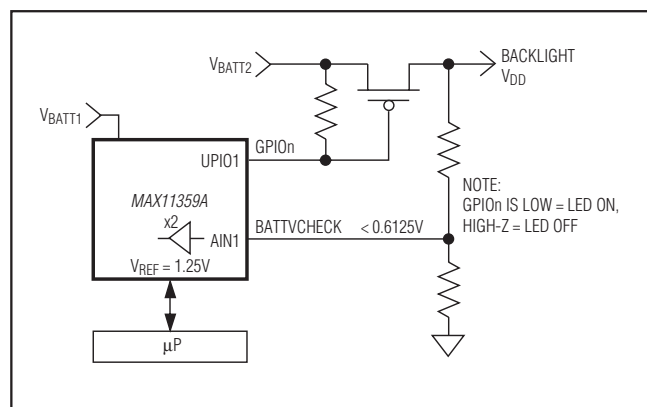 VBATT2
BACKLIGHT
VDD
VBATT1
GPIOn
UPIO1
NOTE:
GPIOn IS LOW = LED ON,
HIGH-Z = LED OFF
MAX11359A
x2
BATTVCHECK < 0.6125V
AIN1
VREF = 1.25V
µP